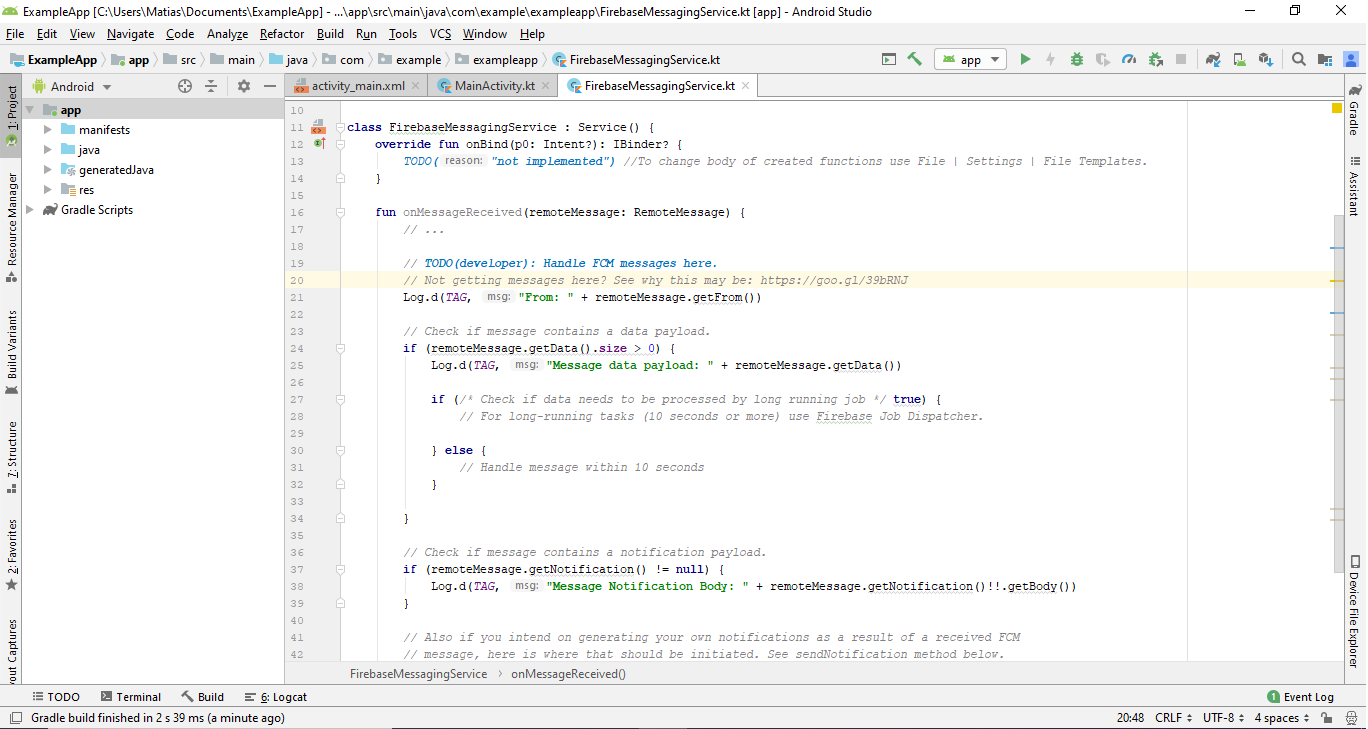 ExampleApp [C:\Users\Matias\Documents\ExampleApp] - ...\app\src\main\java\com\example\exampleapp\FirebaseMessagingService.kt [app] - Android Studio
File Edit View Navigate Code Analyze Refactor Build Run Tools VCS Window Help
ExampleApp app src main java com example exampleapp FirebaseMessagingService.kt app
1: Project
Resource Manager
Build Variants
7: Structure
2: Favorites
out Captures
Android
app
manifests
java
generatedJava
res
Gradle Scripts
activity_main.xml MainActivity.kt FirebaseMessagingService.kt
10
11 class FirebaseMessagingService : Service() {
12 override fun onBind(p0: Intent?): IBinder? {
13 TODO( reason: "not implemented") //To change body of created functions use File | Settings | File Templates.
14 }
15
16 fun onMessageReceived(remoteMessage: RemoteMessage) {
17 // ...
18
19 // TODO(developer): Handle FCM messages here.
20 // Not getting messages here? See why this may be: https://goo.gl/39bRNJ
21 Log.d(TAG, msg: "From: " + remoteMessage.getFrom())
22
23 // Check if message contains a data payload.
24 if (remoteMessage.getData().size > 0) {
25 Log.d(TAG, msg: "Message data payload: " + remoteMessage.getData())
26
27 if (/* Check if data needs to be processed by long running job */ true) {
28 // For long-running tasks (10 seconds or more) use Firebase Job Dispatcher.
29
30 } else {
31 // Handle message within 10 seconds
32 }
33
34 }
35
36 // Check if message contains a notification payload.
37 if (remoteMessage.getNotification() != null) {
38 Log.d(TAG, msg: "Message Notification Body: " + remoteMessage.getNotification()!!.getBody())
39 }
40
41 // Also if you intend on generating your own notifications as a result of a received FCM
42 // message, here is where that should be initiated. See sendNotification method below.
FirebaseMessagingService › onMessageReceived()
Gradle
Assistant
Device File Explorer
TODO Terminal Build 6: Logcat 1 Event Log
Gradle build finished in 2 s 39 ms (a minute ago) 20:48 CRLF UTF-8 4 spaces